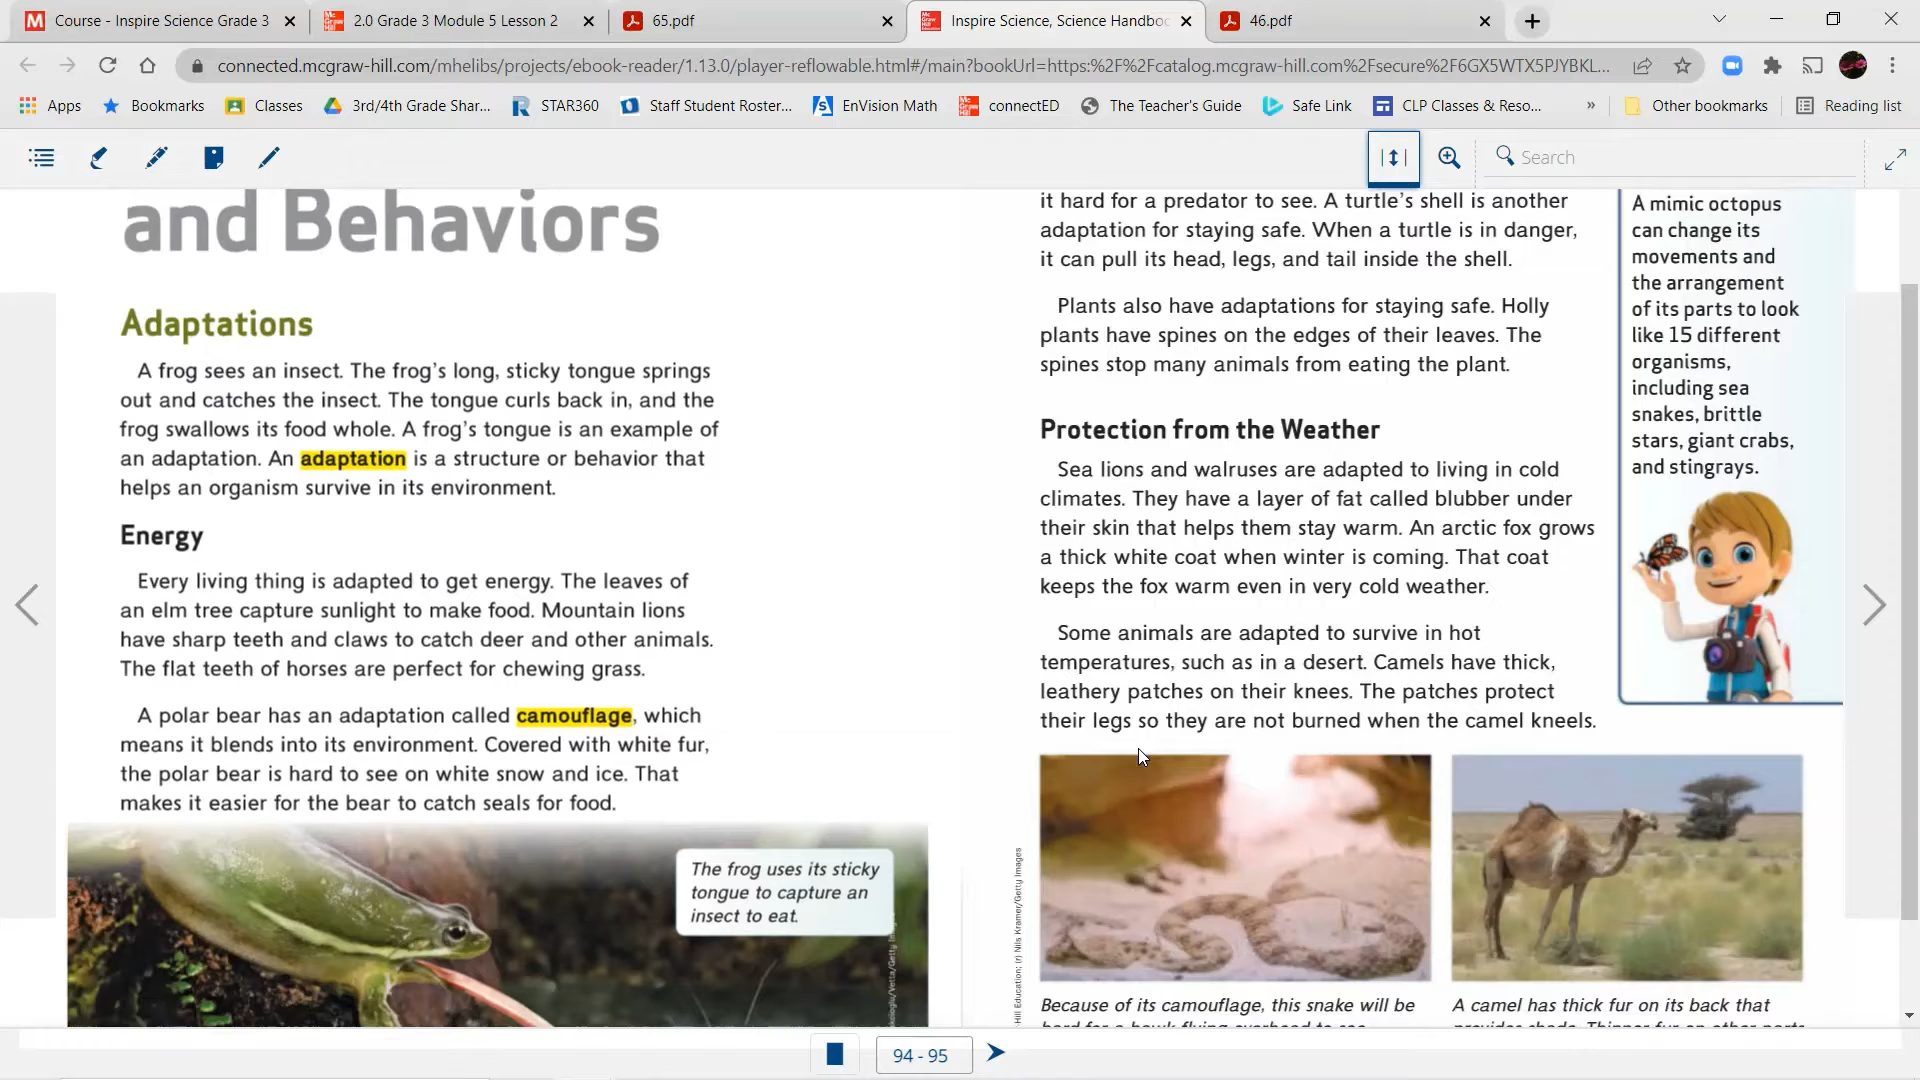 Course - Inspire Science Grade 3
2.0 Grade 3 Module 5 Lesson 2
65.pdf
Inspire Science, Science Handboo
46.pdf
connected.mcgraw-hill.com/mhelibs/projects/ebook-reader/1.13.0/player-reflowable.html#/main?bookUrl=https:%2F%2Fcatalog.mcgraw-hill.com%2Fsecure%2F6GX5WTX5PJYBKL...
Apps
Bookmarks
Classes
3rd/4th Grade Shar...
STAR360
Staff Student Roster...
EnVision Math
connectED
The Teacher's Guide
Safe Link
CLP Classes & Reso...
»
Other bookmarks
Reading list
Search
and Behaviors
Adaptations
A frog sees an insect. The frog's long, sticky tongue springs
out and catches the insect. The tongue curls back in, and the
frog swallows its food whole. A frog's tongue is an example of
an adaptation. An adaptation is a structure or behavior that
helps an organism survive in its environment.
Energy
Every living thing is adapted to get energy. The leaves of
an elm tree capture sunlight to make food. Mountain lions
have sharp teeth and claws to catch deer and other animals.
The flat teeth of horses are perfect for chewing grass.
A polar bear has an adaptation called camouflage, which
means it blends into its environment. Covered with white fur,
the polar bear is hard to see on white snow and ice. That
makes it easier for the bear to catch seals for food.
The frog uses its sticky
tongue to capture an
insect to eat.
it hard for a predator to see. A turtle's shell is another
adaptation for staying safe. When a turtle is in danger,
it can pull its head, legs, and tail inside the shell.
Plants also have adaptations for staying safe. Holly
plants have spines on the edges of their leaves. The
spines stop many animals from eating the plant.
Protection from the Weather
Sea lions and walruses are adapted to living in cold
climates. They have a layer of fat called blubber under
their skin that helps them stay warm. An arctic fox grows
a thick white coat when winter is coming. That coat
keeps the fox warm even in very cold weather.
Some animals are adapted to survive in hot
temperatures, such as in a desert. Camels have thick,
leathery patches on their knees. The patches protect
their legs so they are not burned when the camel kneels.
A mimic octopus
can change its
movements and
the arrangement
of its parts to look
like 15 different
organisms,
including sea
snakes, brittle
stars, giant crabs,
and stingrays.
-Hill Education; (r) Nils Kramer/Getty Images
Because of its camouflage, this snake will be
hard for a hawk flying overhead to see.
A camel has thick fur on its back that
provides shade. Thinner fur on other parts
94 - 95